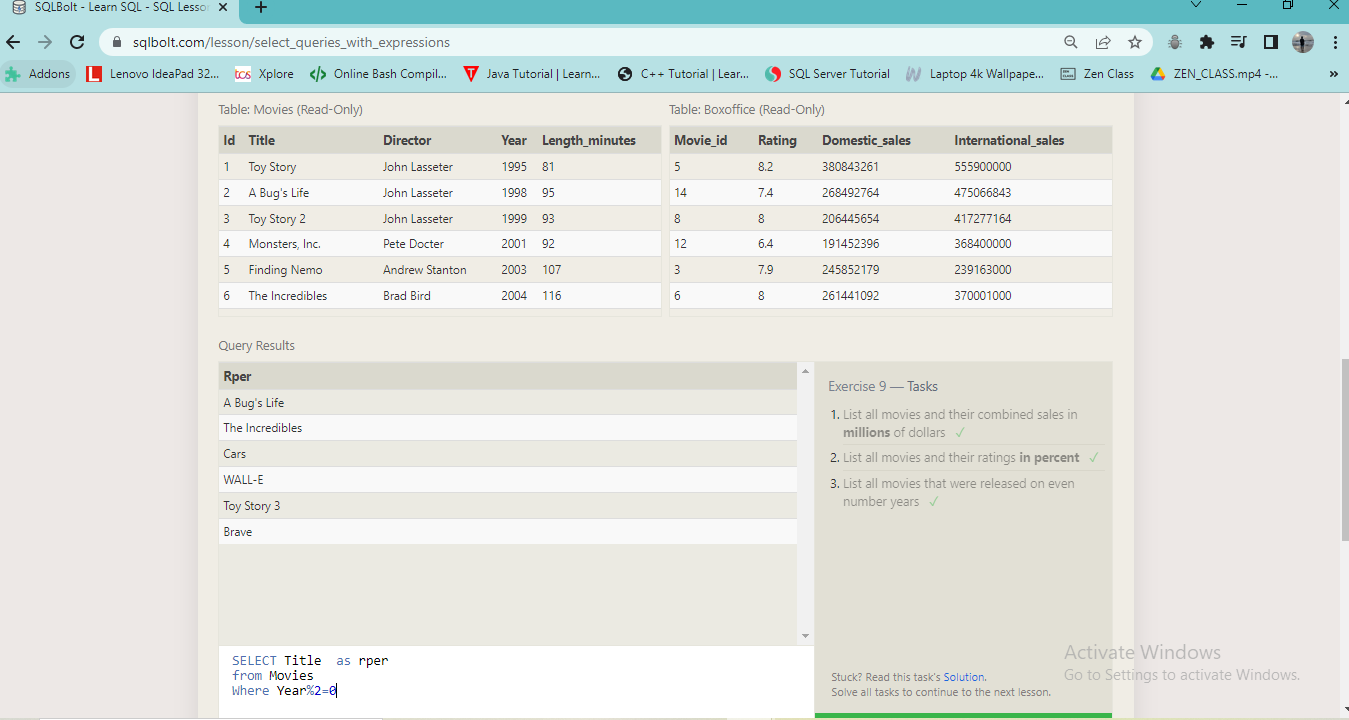 SQLBolt - Learn SQL - SQL Lesson
sqlbolt.com/lesson/select_queries_with_expressions
Addons Lenovo IdeaPad 32... tcs Xplore Online Bash Compil... Java Tutorial | Learn... C++ Tutorial | Lear... SQL Server Tutorial Laptop 4k Wallpape... Zen Class ZEN_CLASS.mp4 -... »
Table: Movies (Read-Only)
Id Title Director Year Length_minutes
1 Toy Story John Lasseter 1995 81
2 A Bug's Life John Lasseter 1998 95
3 Toy Story 2 John Lasseter 1999 93
4 Monsters, Inc. Pete Docter 2001 92
5 Finding Nemo Andrew Stanton 2003 107
6 The Incredibles Brad Bird 2004 116
Table: Boxoffice (Read-Only)
Movie_id Rating Domestic_sales International_sales
5 8.2 380843261 555900000
14 7.4 268492764 475066843
8 8 206445654 417277164
12 6.4 191452396 368400000
3 7.9 245852179 239163000
6 8 261441092 370001000
Query Results
Rper
A Bug's Life
The Incredibles
Cars
WALL-E
Toy Story 3
Brave
SELECT Title  as rper
from Movies
Where Year%2=0
Exercise 9 — Tasks
1. List all movies and their combined sales in
millions of dollars ✓
2. List all movies and their ratings in percent ✓
3. List all movies that were released on even
number years ✓
Stuck? Read this task's Solution.
Solve all tasks to continue to the next lesson.
Activate Windows
Go to Settings to activate Windows.